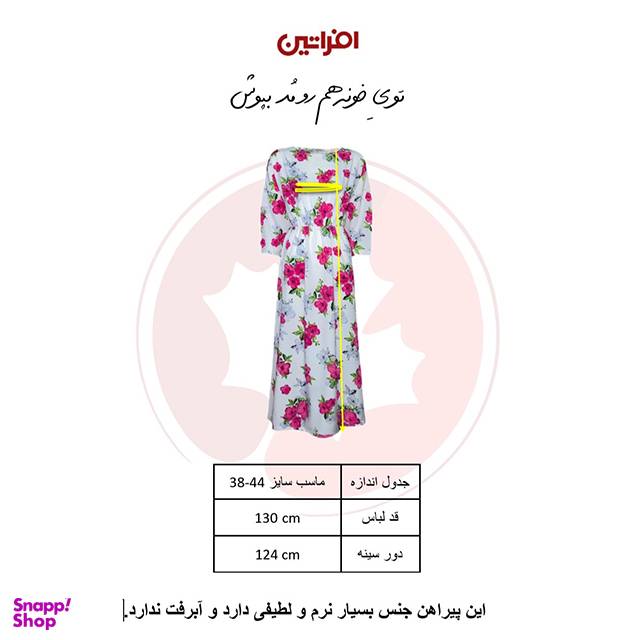 افراتین
تویِ خونه هم رو مُد بپوش
جدول اندازه ماسب سایز 44-38
قد لباس 130 cm
دور سینه 124 cm
این پیراهن جنس بسیار نرم و لطیفی دارد و آبرفت ندارد.
Snapp!
Shop